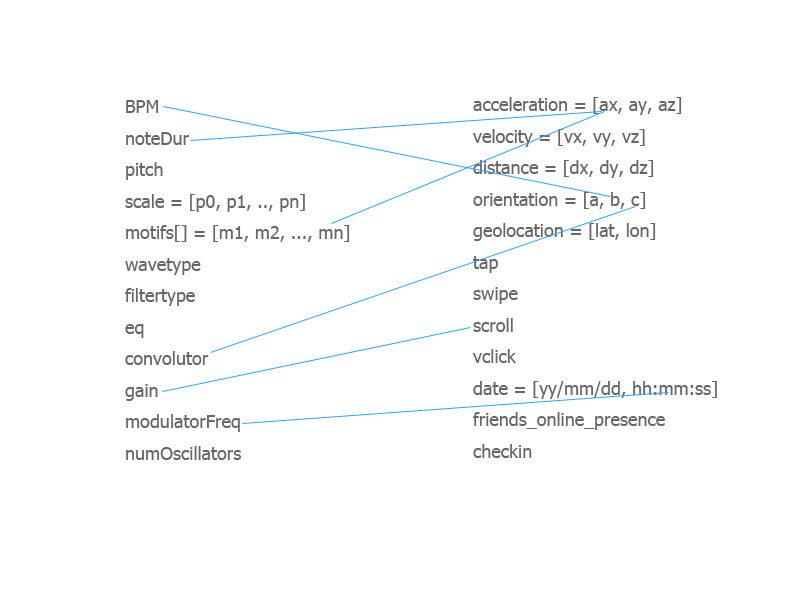 BPM
noteDur
pitch
scale = [p0, p1, .., pn]
motifs[] = [m1, m2, ..., mn]
wavetype
filtertype
eq
convolutor
gain
modulatorFreq
numOscillators
acceleration = [ax, ay, az]
velocity = [vx, vy, vz]
distance = [dx, dy, dz]
orientation = [a, b, c]
geolocation = [lat, lon]
tap
swipe
scroll
vclick
date = [yy/mm/dd, hh:mm:ss]
friends_online_presence
checkin